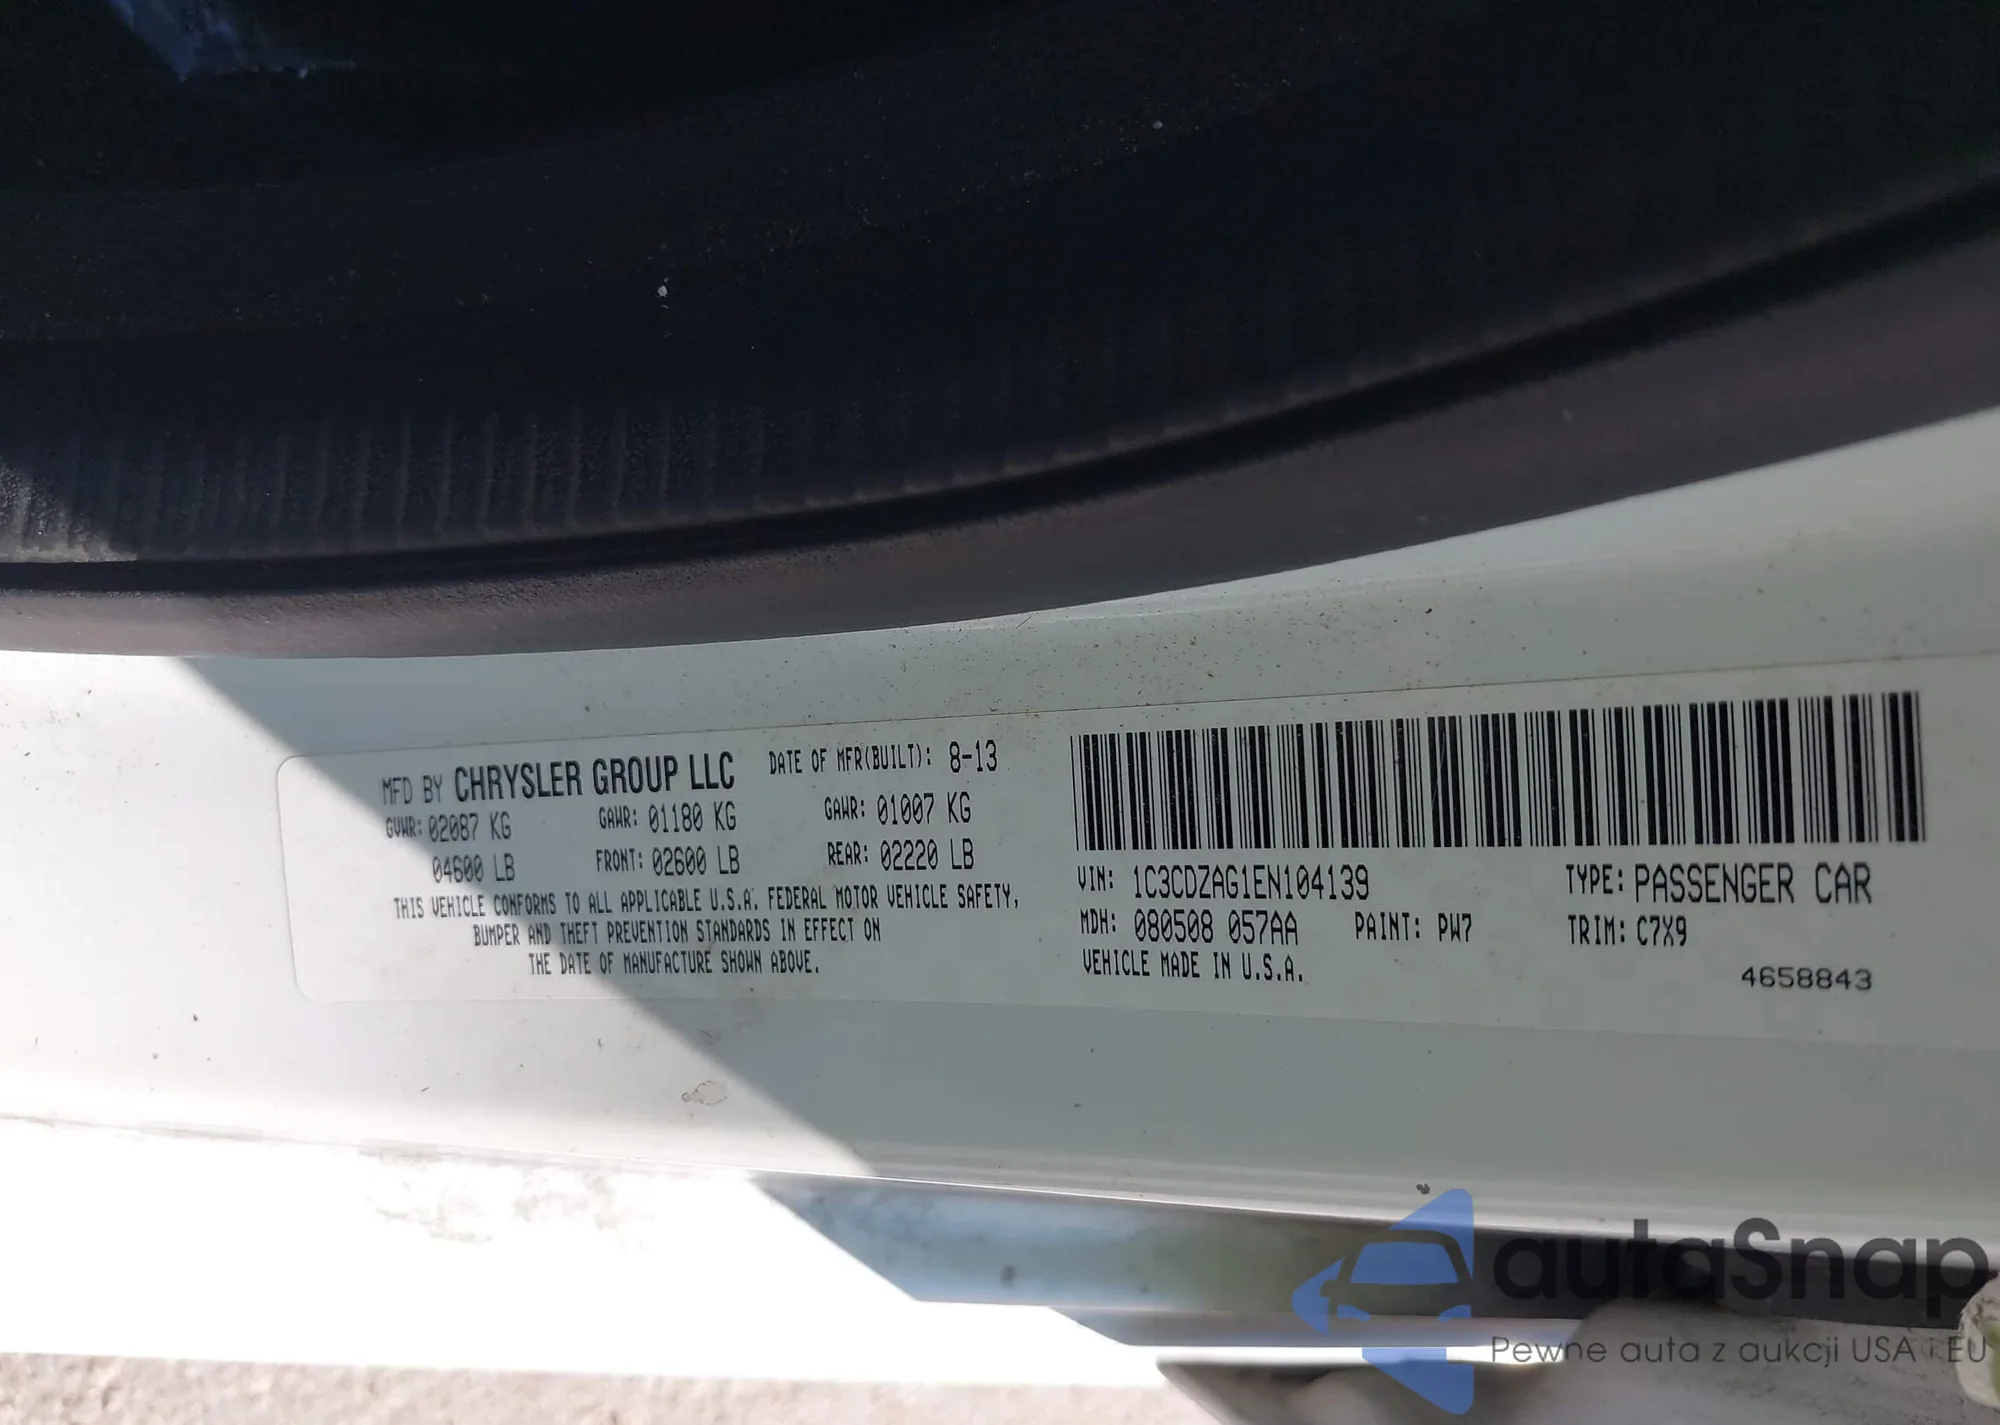 MFD BY CHRYSLER GROUP LLC DATE OF MFR(BUILT): 8-13
GVWR: 02087 KG GAWR: 01180 KG GAWR: 01007 KG
04600 LB FRONT: 02600 LB REAR: 02220 LB
THIS VEHICLE CONFORMS TO ALL APPLICABLE U.S.A. FEDERAL MOTOR VEHICLE SAFETY,
BUMPER AND THEFT PREVENTION STANDARDS IN EFFECT ON
THE DATE OF MANUFACTURE SHOWN ABOVE.
VIN: 1C3CDZAG1EN104139 TYPE: PASSENGER CAR
MDH: 080508 057AA PAINT: PW7 TRIM: C7X9
VEHICLE MADE IN U.S.A.
4658843
autaSnap
Pewne auta z aukcji USA i EU